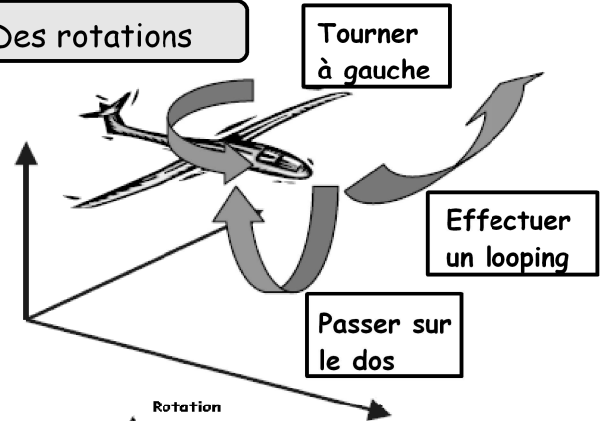 Des rotations
Tourner
à gauche
Effectuer
un looping
Passer sur
le dos
Rotation